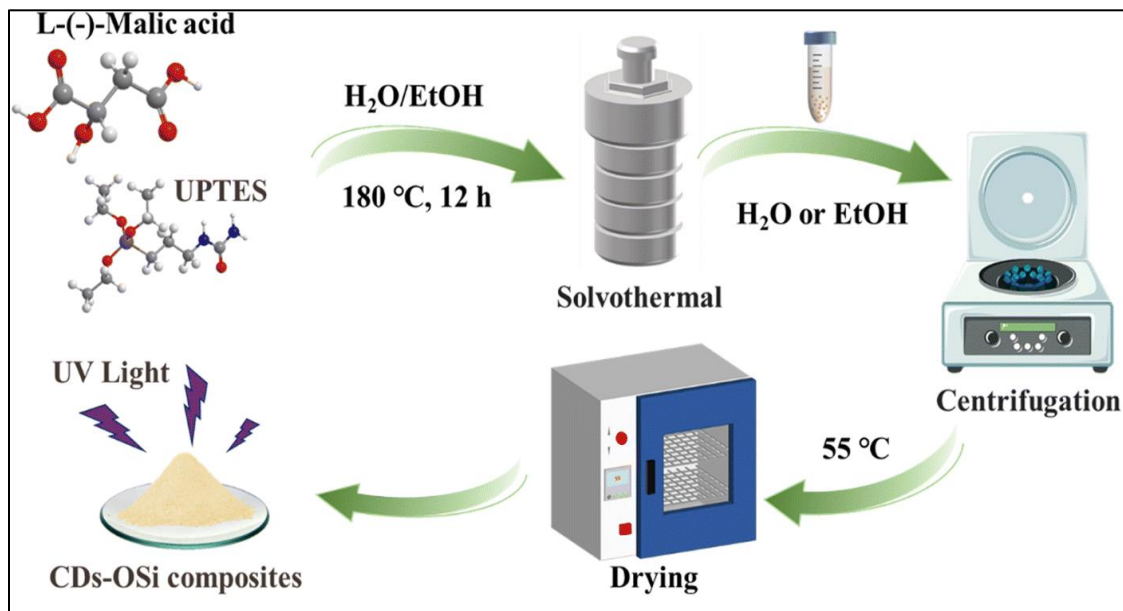 L-(-)-Malic acid
UPTES
H₂O/EtOH
180 °C, 12 h
Solvothermal
H₂O or EtOH
Centrifugation
55 °C
Drying
UV Light
CDs-OSi composites